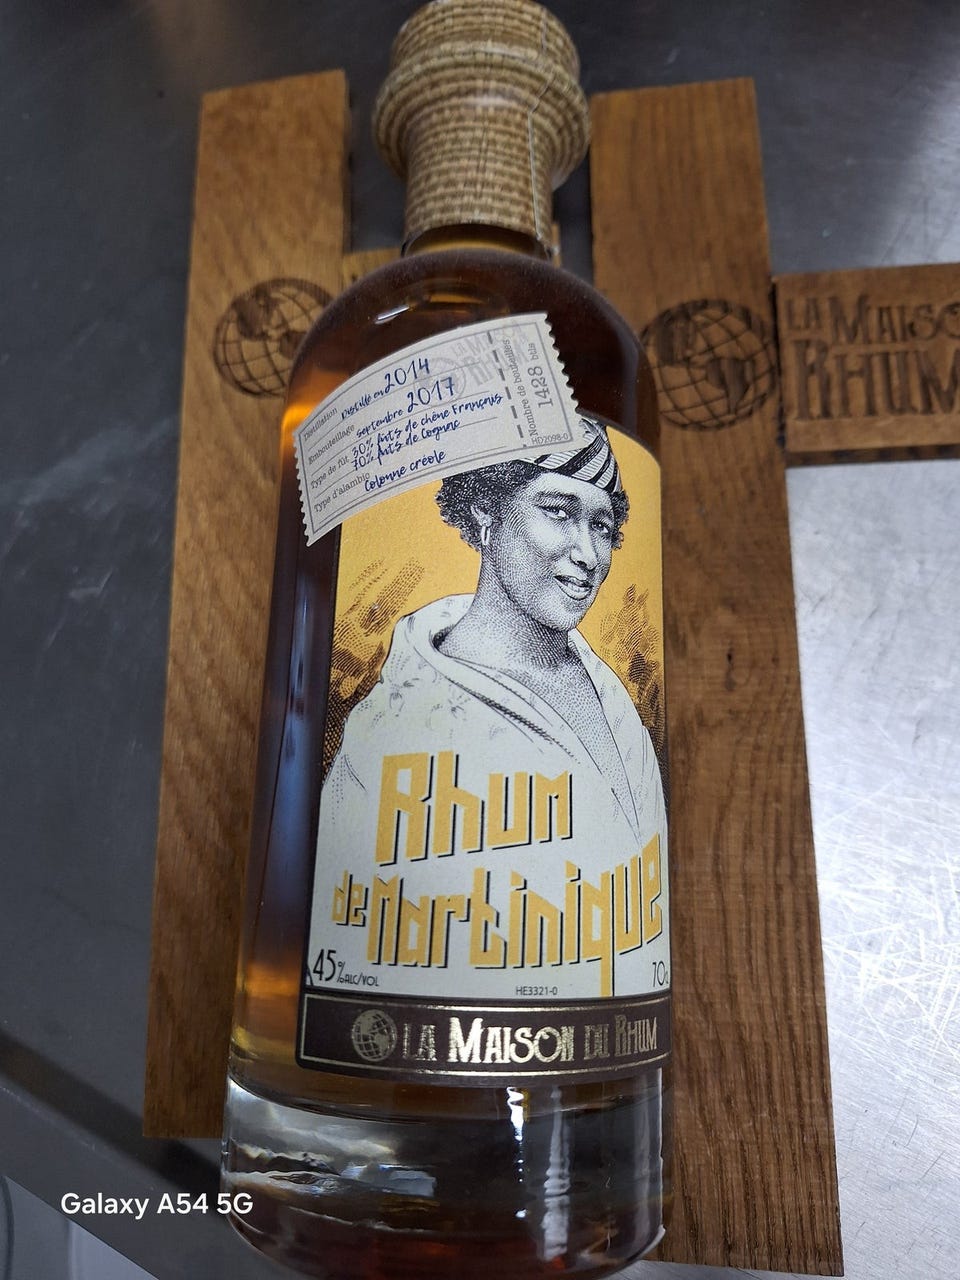 Distillation Distillé en 2014
Embouteillage septembre 2017
Type de fût 30% fûts de chêne Français
70% fûts de Cognac
Type d'alambic Colonne créole
Nombre de bouteilles
1428 btls
HD2098-0
LA MAISON
RHUM
Rhum
de Martinique
45%ALC/VOL
HE3321-0
70c
LA MAISON DU RHUM
Galaxy A54 5G